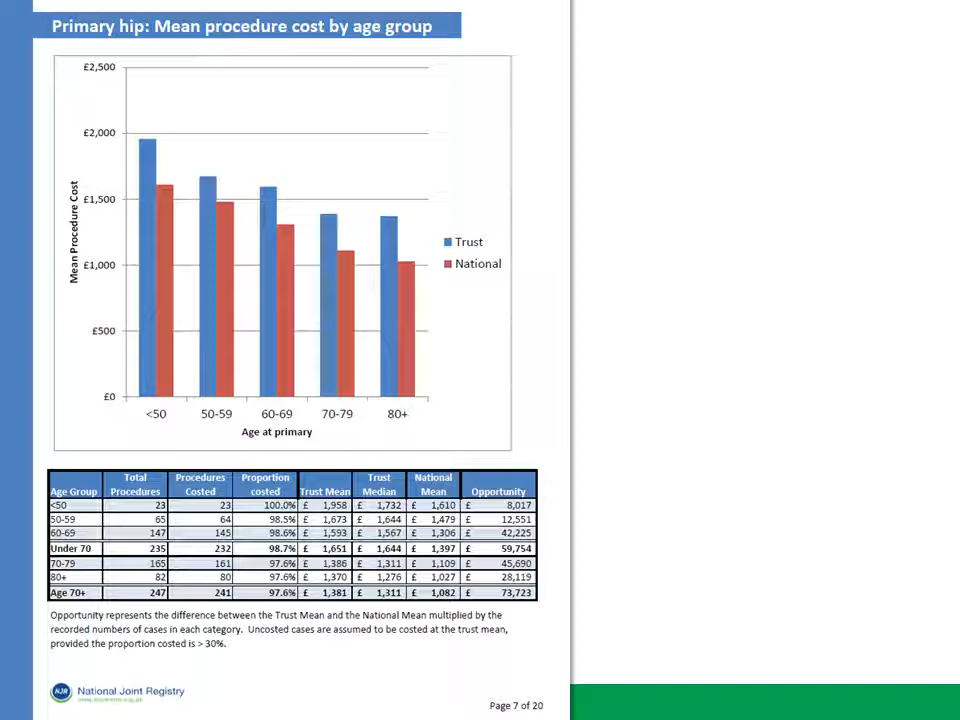 Primary hip: Mean procedure cost by age group
£2,500
£2,000
£1,500
£1,000
£500
£0
Mean Procedure Cost
Trust
National
<50 50-59 60-69 70-79 80+
Age at primary
Age Group Total Procedures Procedures Costed Proportion costed Trust Mean Trust Median National Mean Opportunity
<50 23 23 100.0% £ 1,958 £ 1,732 £ 1,610 £ 8,017
50-59 65 64 98.5% £ 1,673 £ 1,644 £ 1,479 £ 12,551
60-69 147 145 98.6% £ 1,593 £ 1,567 £ 1,306 £ 42,225
Under 70 235 232 98.7% £ 1,651 £ 1,644 £ 1,397 £ 59,754
70-79 165 161 97.6% £ 1,386 £ 1,311 £ 1,109 £ 45,690
80+ 82 80 97.6% £ 1,370 £ 1,276 £ 1,027 £ 28,119
Age 70+ 247 241 97.6% £ 1,381 £ 1,311 £ 1,082 £ 73,723
Opportunity represents the difference between the Trust Mean and the National Mean multiplied by the
recorded numbers of cases in each category. Uncosted cases are assumed to be costed at the trust mean,
provided the proportion costed is > 30%.
NJR National Joint Registry
Page 7 of 20